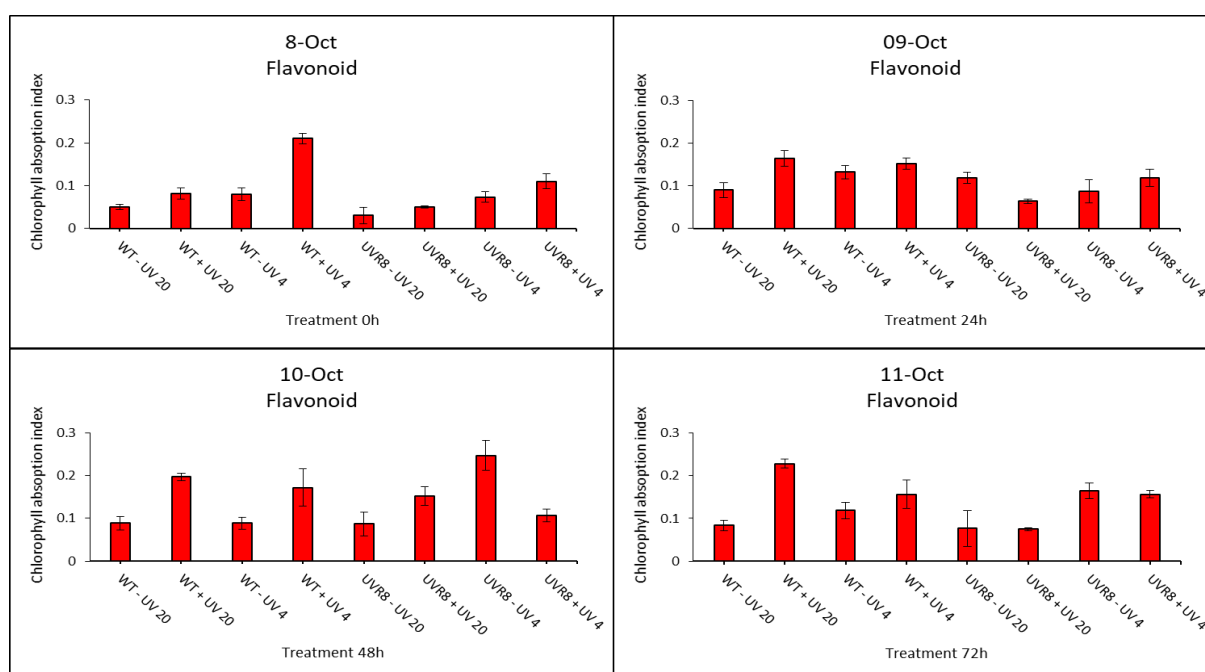 8-Oct
Flavonoid
Chlorophyll absoption index
0.3
0.2
0.1
0
WT - UV 20
WT + UV 20
WT - UV 4
WT + UV 4
UVR8 - UV 20
UVR8 + UV 20
UVR8 - UV 4
UVR8 + UV 4
Treatment 0h
09-Oct
Flavonoid
Chlorophyll absoption index
0.3
0.2
0.1
0
WT - UV 20
WT + UV 20
WT - UV 4
WT + UV 4
UVR8 - UV 20
UVR8 + UV 20
UVR8 - UV 4
UVR8 + UV 4
Treatment 24h
10-Oct
Flavonoid
Chlorophyll absoption index
0.3
0.2
0.1
0
WT - UV 20
WT + UV 20
WT - UV 4
WT + UV 4
UVR8 - UV 20
UVR8 + UV 20
UVR8 - UV 4
UVR8 + UV 4
Treatment 48h
11-Oct
Flavonoid
Chlorophyll absoption index
0.3
0.2
0.1
0
WT - UV 20
WT + UV 20
WT - UV 4
WT + UV 4
UVR8 - UV 20
UVR8 + UV 20
UVR8 - UV 4
UVR8 + UV 4
Treatment 72h